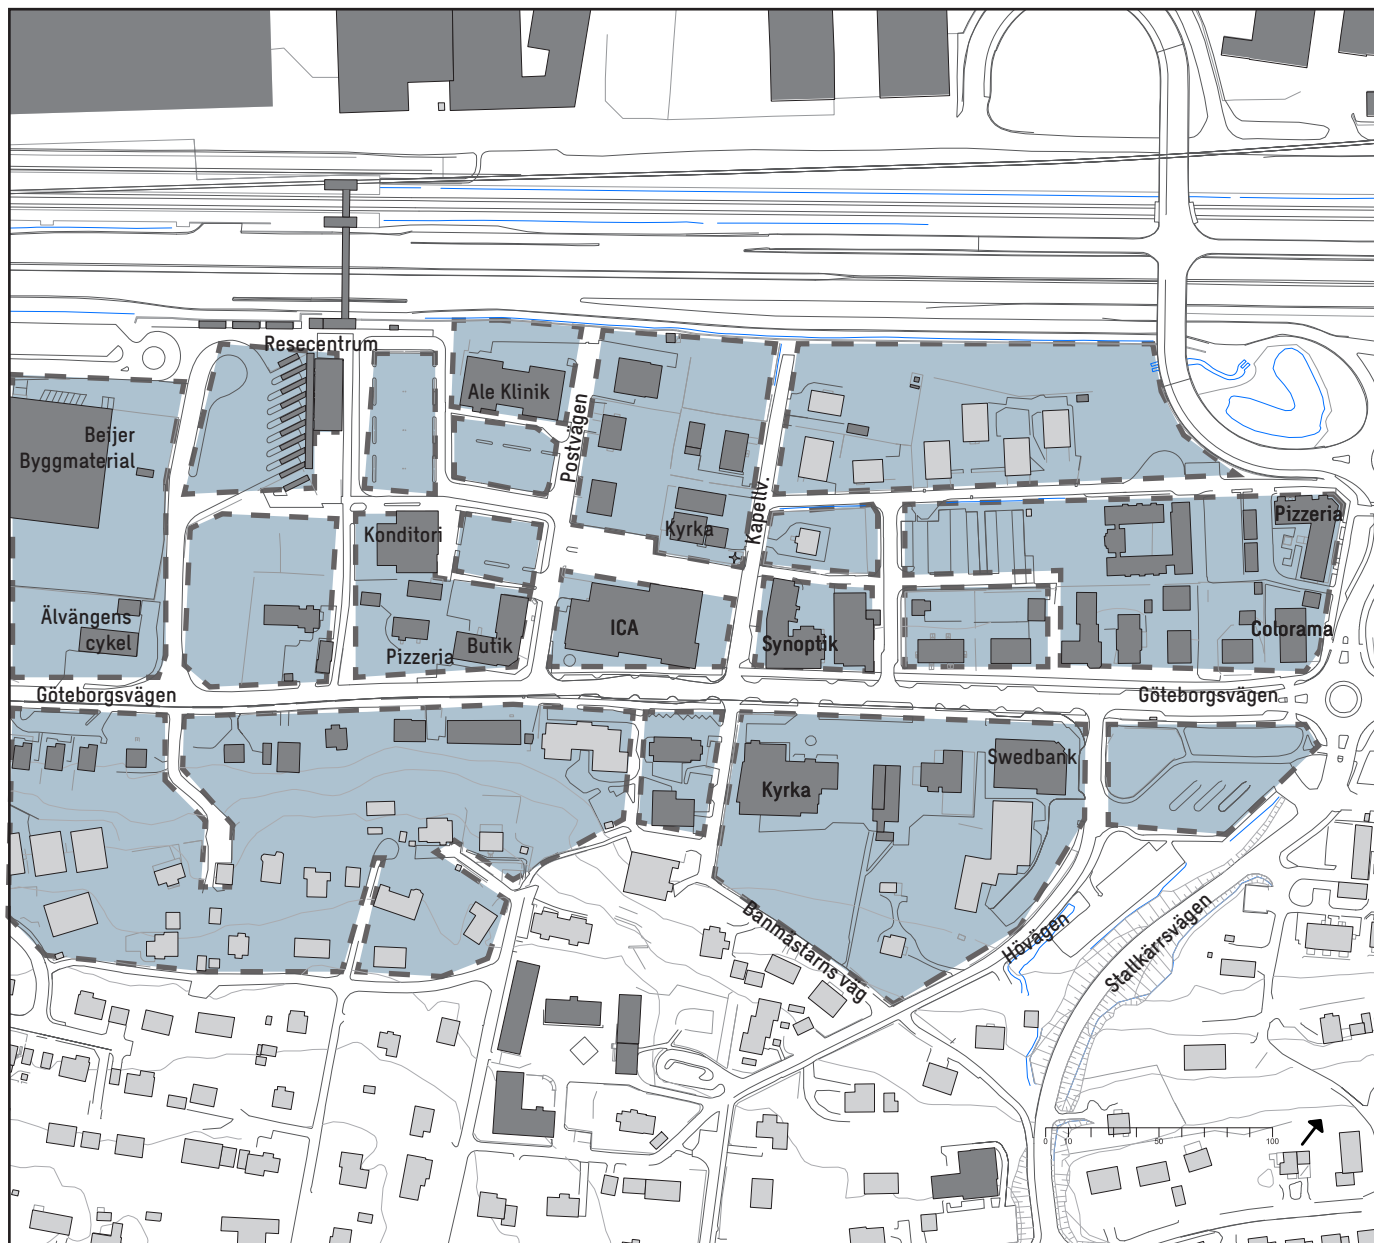 Resecentrum
Ale Klinik
Postvägen
Beijer
Byggmaterial
Kapellv.
Konditori
Kyrka
Pizzeria
Älvängens
cykel
ICA
Synoptik
Colorama
Pizzeria
Butik
Göteborgsvägen
Göteborgsvägen
Swedbank
Kyrka
Banmästarns väg
Hövägen
Stallkärrsvägen
0 10 50 100